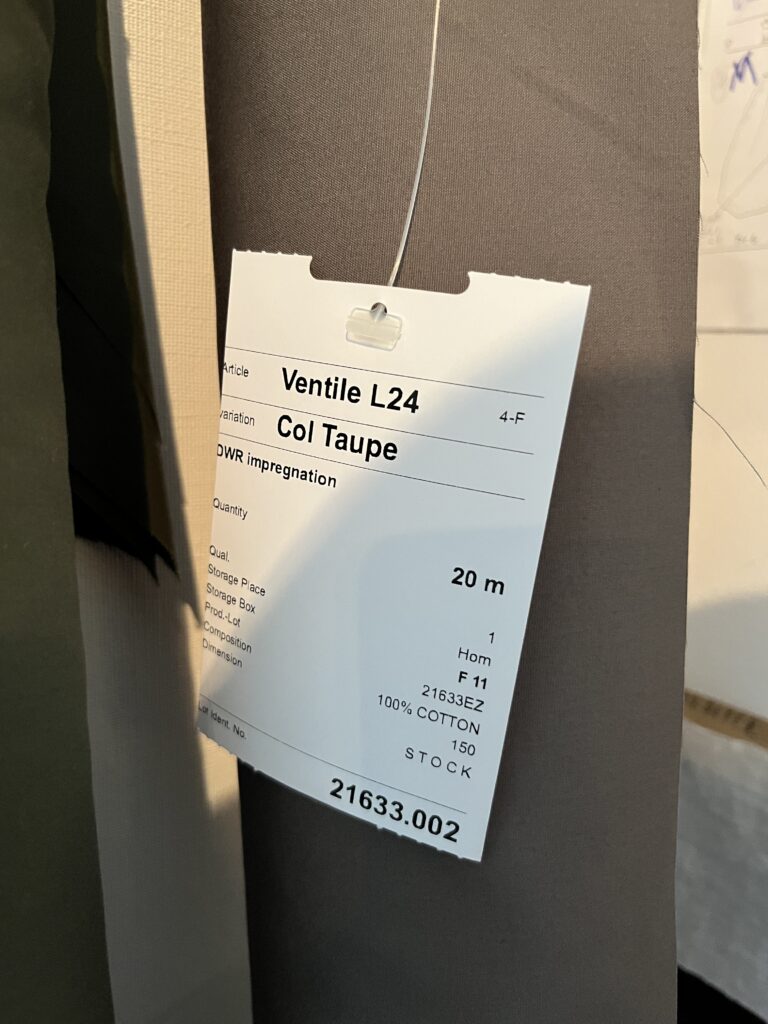 Article Ventile L24 4-F
Variation Col Taupe
DWR impregnation
Quantity 20 m
Qual. 1
Storage Place Hom
Storage Box F 11
Prod.-Lot 21633EZ
Composition 100% COTTON
Dimension 150
STOCK
Lot Ident. No. 21633.002